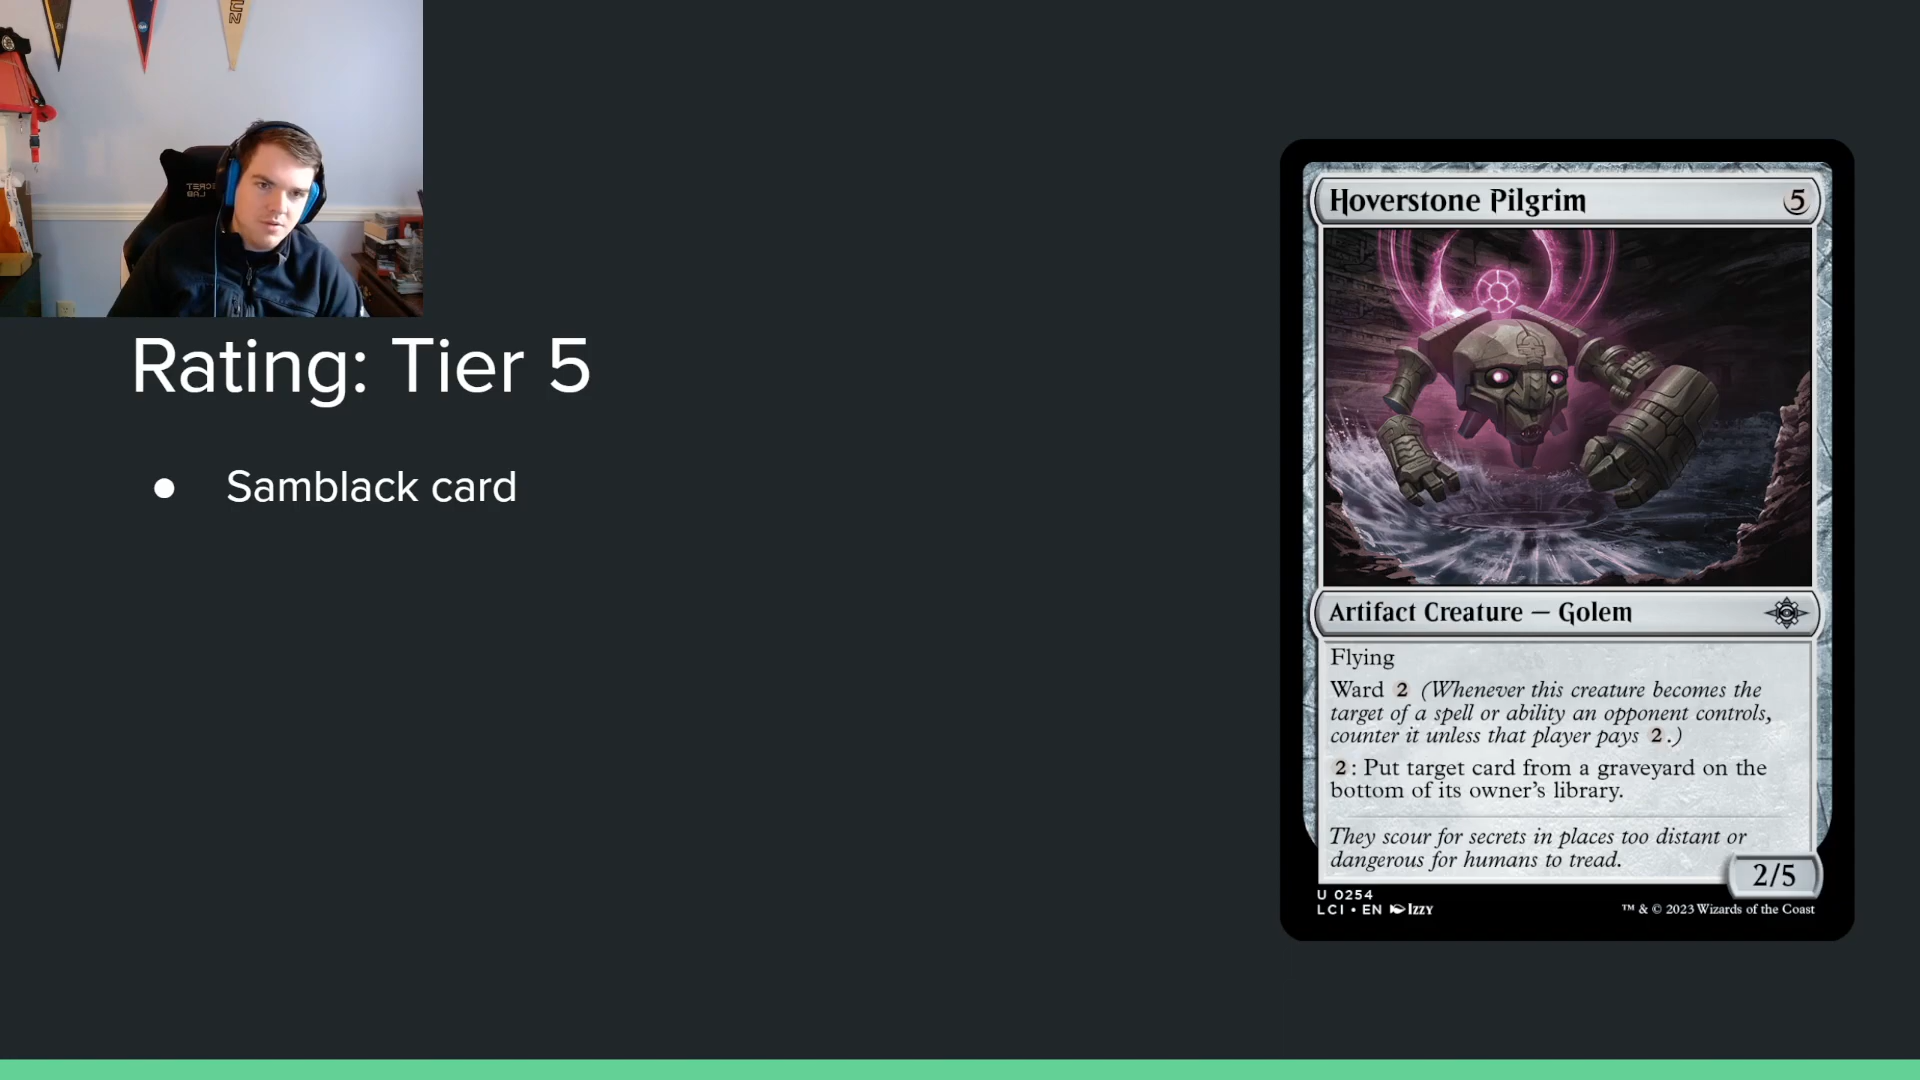 TERƆƎƧ
BAL
Rating: Tier 5
● Samblack card
Hoverstone Pilgrim 5
Artifact Creature — Golem
Flying
Ward 2 (Whenever this creature becomes the
target of a spell or ability an opponent controls,
counter it unless that player pays 2.)
2: Put target card from a graveyard on the
bottom of its owner's library.
They scour for secrets in places too distant or
dangerous for humans to tread.
2/5
U 0254
LCI • EN Izzy
™ & © 2023 Wizards of the Coast